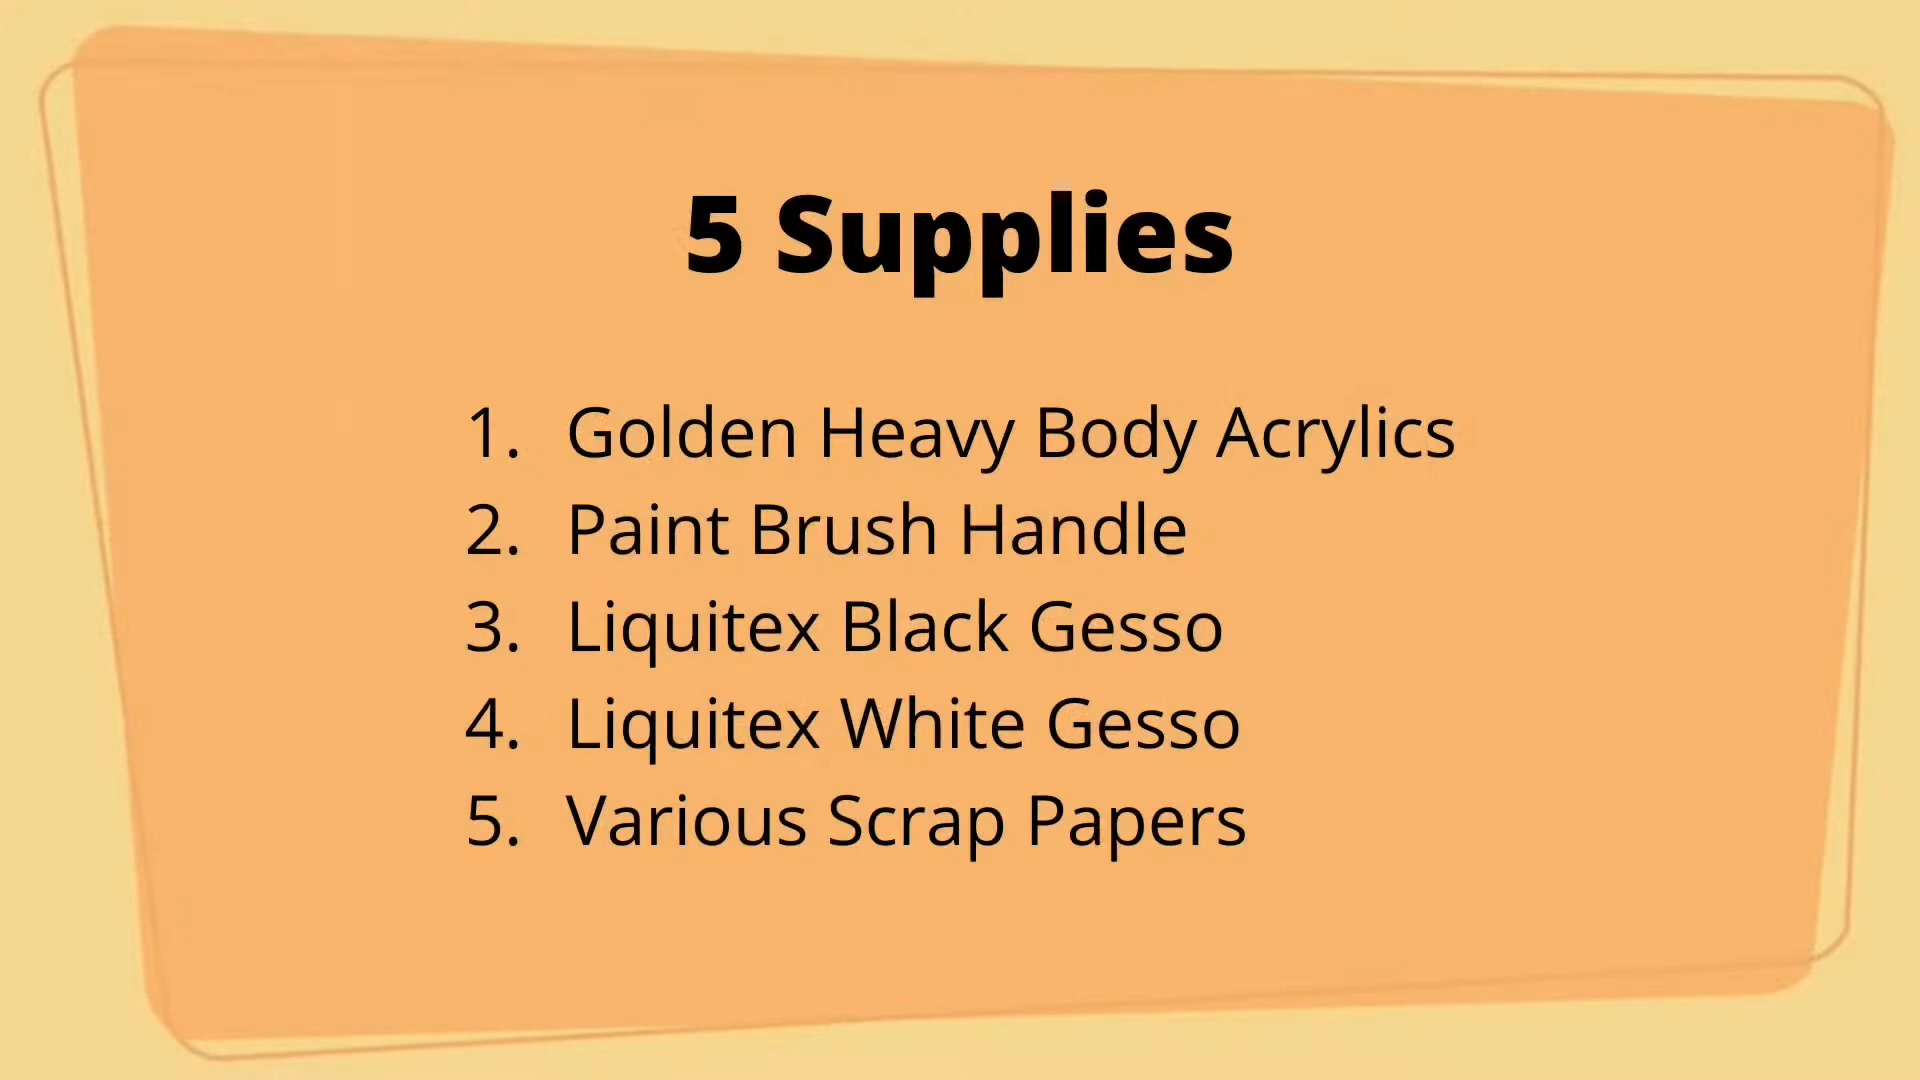 5 Supplies
1. Golden Heavy Body Acrylics
2. Paint Brush Handle
3. Liquitex Black Gesso
4. Liquitex White Gesso
5. Various Scrap Papers